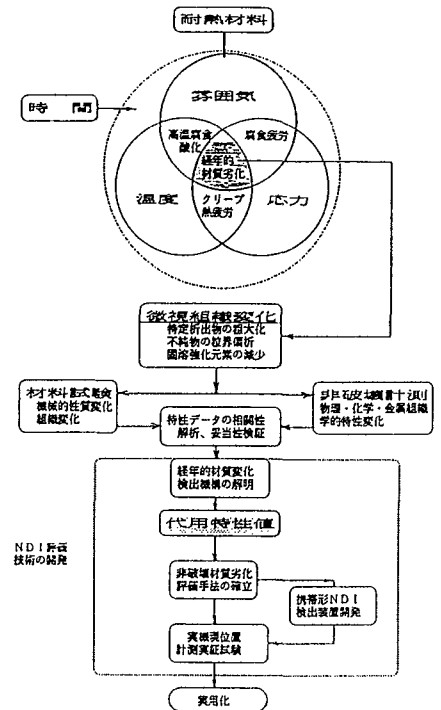 耐熱材料
時 間
雰囲気
高温腐食
酸化
腐食疲労
経年的
材質劣化
温度
クリープ
熱疲労
応力
微視組織変化
特定析出物の粗大化
不純物の粒界偏析
固溶強化元素の減少
材料試験
機械的性質変化
組織変化
特性データの相関性
解析、妥当性検証
非破壊計測
物理・化学・金属組織
学的特性変化
経年的材質変化
検出機構の解明
代用特性値
NDI評価
技術の開発
非破壊材質劣化
評価手法の確立
携帯形NDI
検出装置開発
実機現位置
計測実証試験
実用化